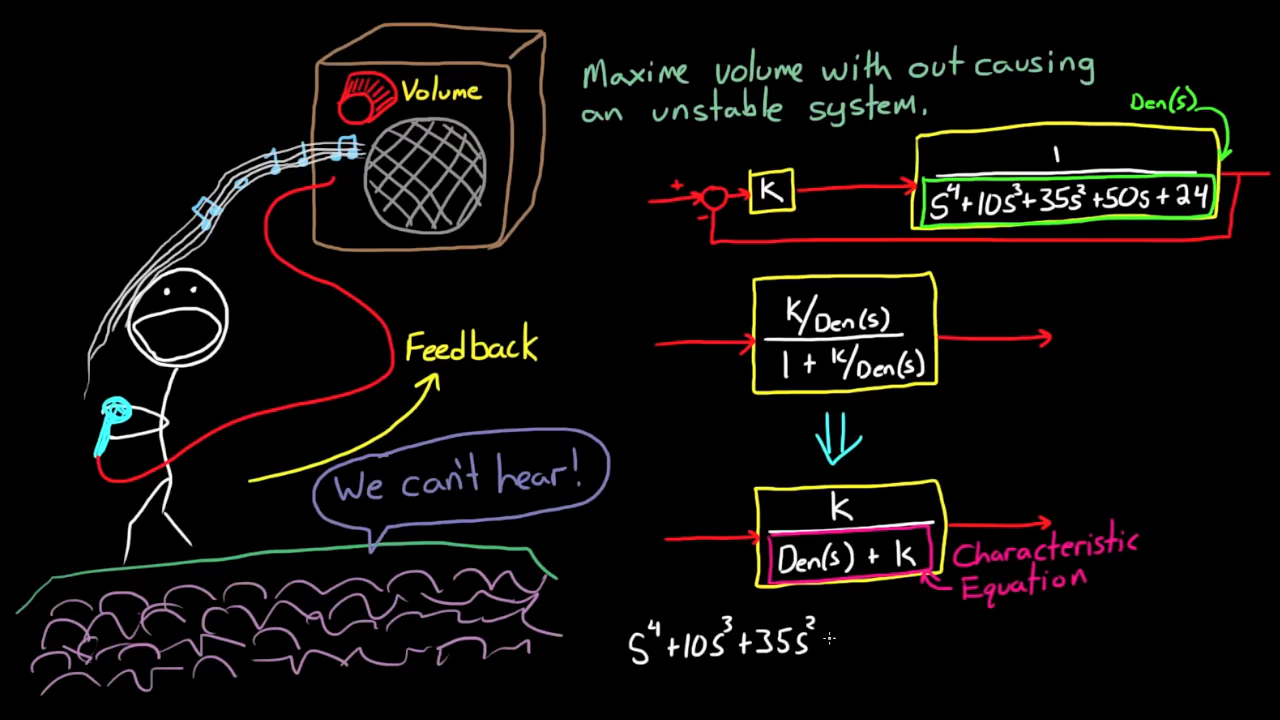 Maxime volume with out causing
an unstable system.
Volume
Den(s)
1
S⁴+10s³+35s²+50s+24
+
-
K
K/Den(s)
1 + K/Den(s)
Feedback
We can't hear!
K
Den(s) + K
Characteristic
Equation
S⁴+10s³+35s²